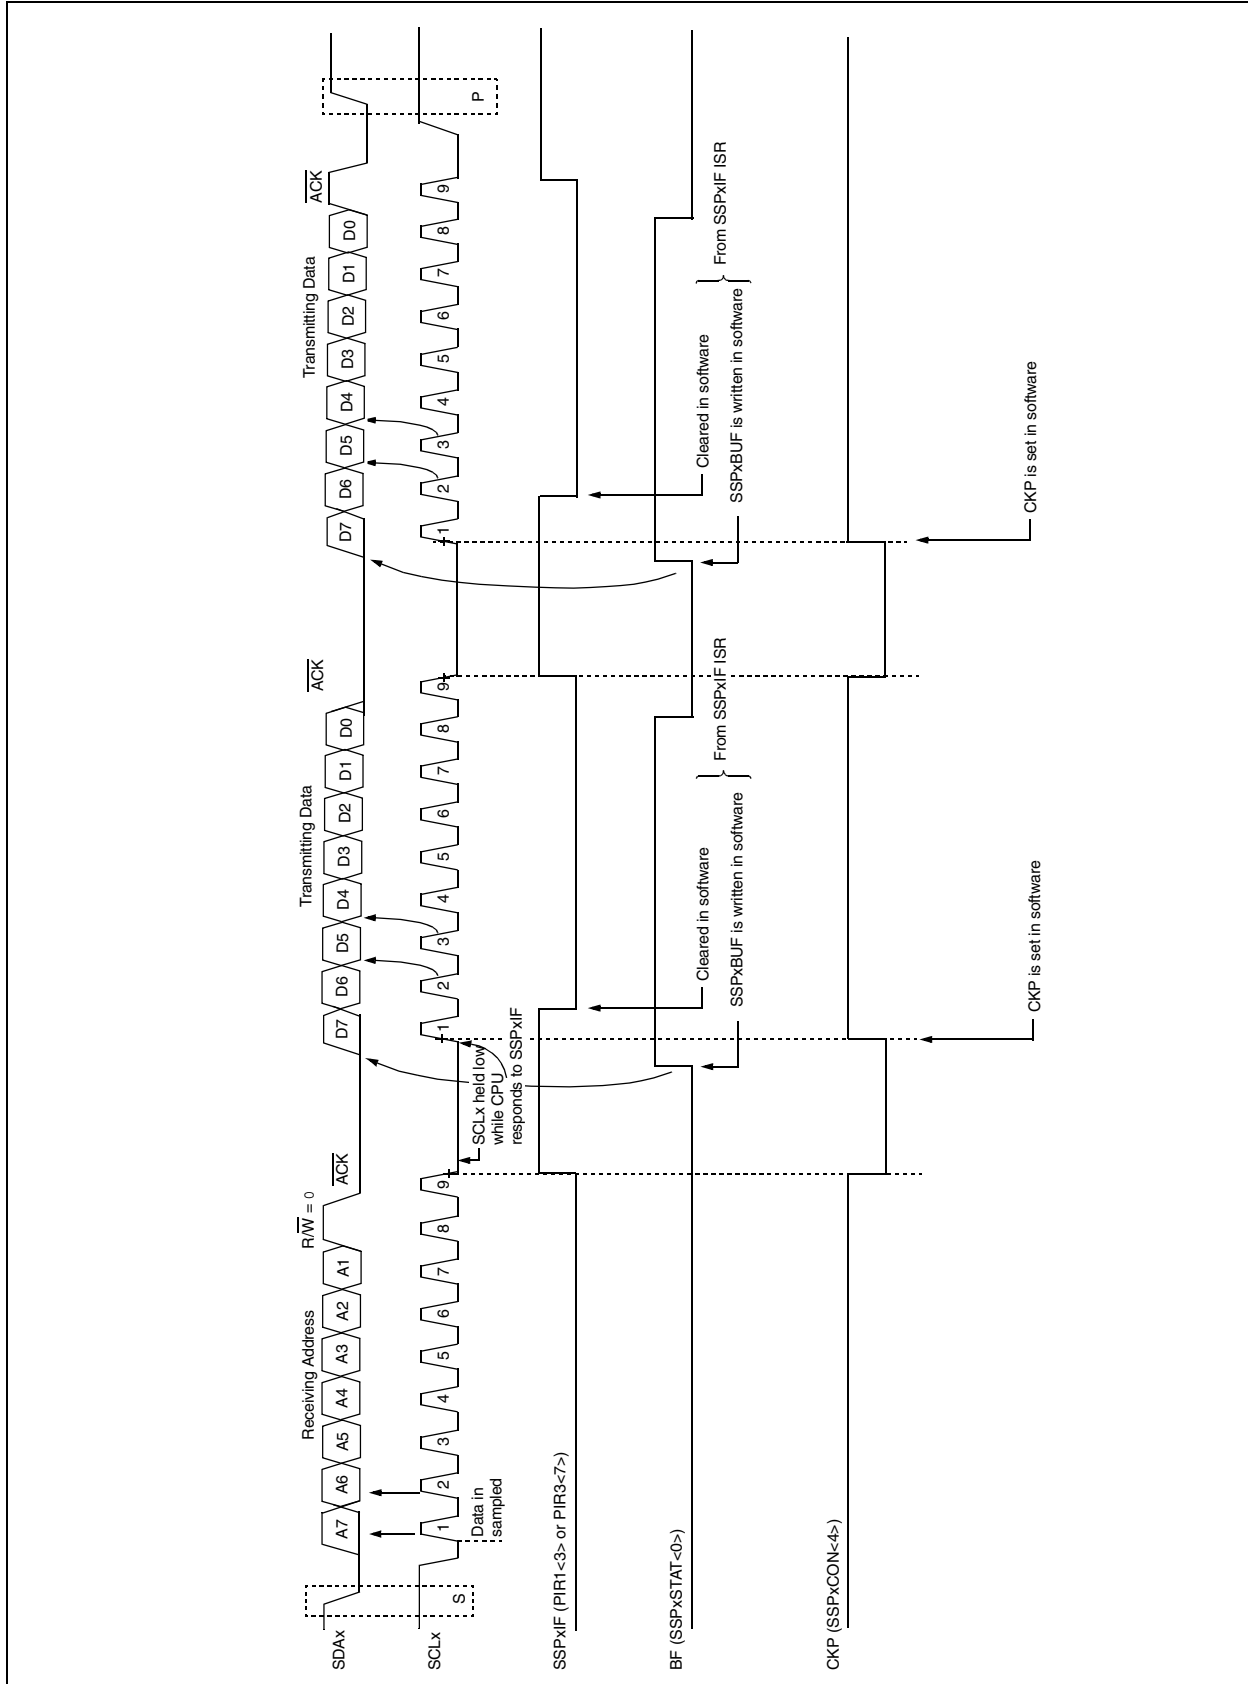 Receiving Address
R/W = 0
ACK
Transmitting Data
ACK
Transmitting Data
ACK
SDAx
A7 A6 A5 A4 A3 A2 A1
D7 D6 D5 D4 D3 D2 D1 D0
D7 D6 D5 D4 D3 D2 D1 D0
SCLx
1 2 3 4 5 6 7 8 9
1 2 3 4 5 6 7 8 9
1 2 3 4 5 6 7 8 9
S
P
Data in
sampled
SCLx held low
while CPU
responds to SSPxIF
SSPxIF (PIR1<3> or PIR3<7>)
Cleared in software
Cleared in software
BF (SSPxSTAT<0>)
From SSPxIF ISR
SSPxBUF is written in software
From SSPxIF ISR
SSPxBUF is written in software
CKP (SSPxCON<4>)
CKP is set in software
CKP is set in software